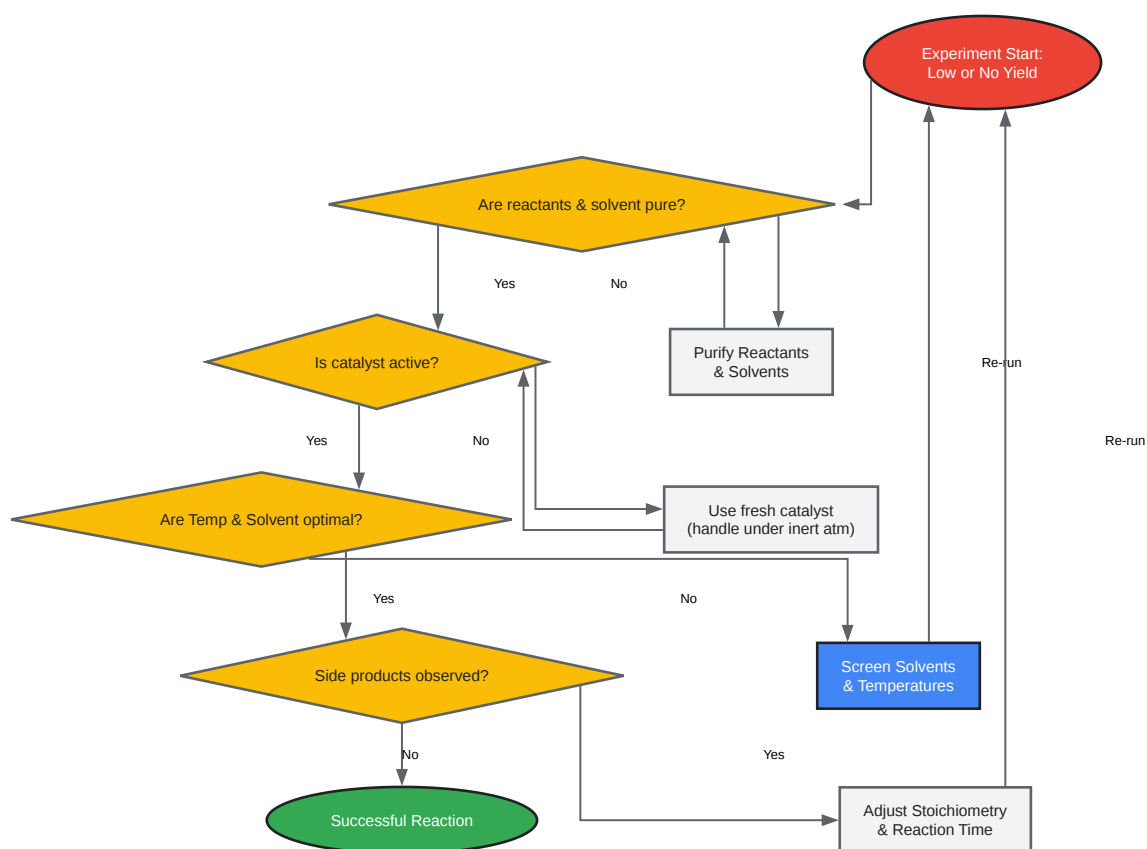 Experiment Start:
Low or No Yield
Are reactants & solvent pure?
Yes
No
Purify Reactants
& Solvents
Is catalyst active?
Re-run
Yes
No
Re-run
Use fresh catalyst
(handle under inert atm)
Are Temp & Solvent optimal?
Yes
No
Screen Solvents
& Temperatures
Side products observed?
No
Yes
Successful Reaction
Adjust Stoichiometry
& Reaction Time